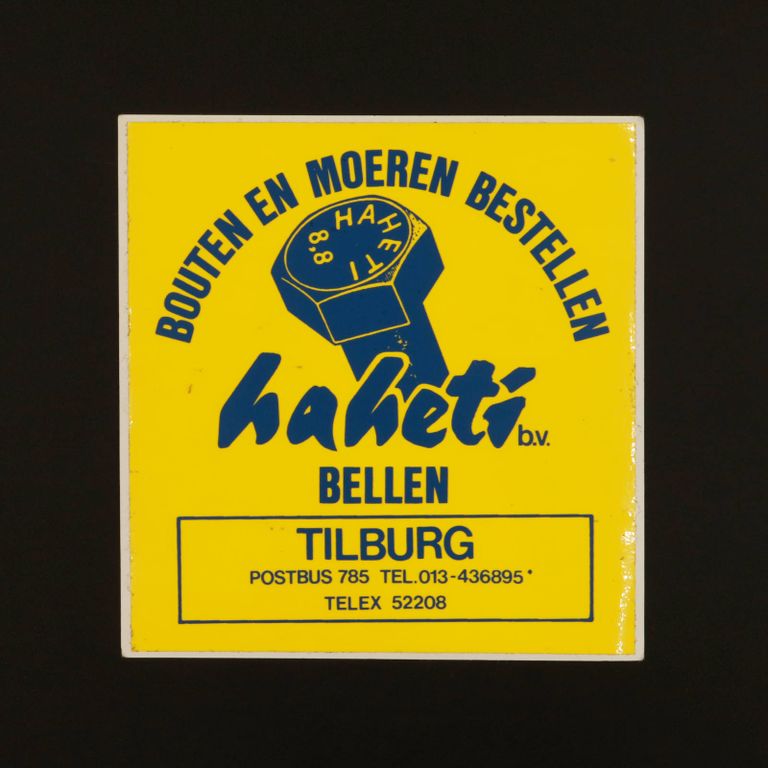 BOUTEN EN MOEREN BESTELLEN
HAHETI
8.8
haheti b.v.
BELLEN
TILBURG
POSTBUS 785 TEL.013-436895*
TELEX 52208